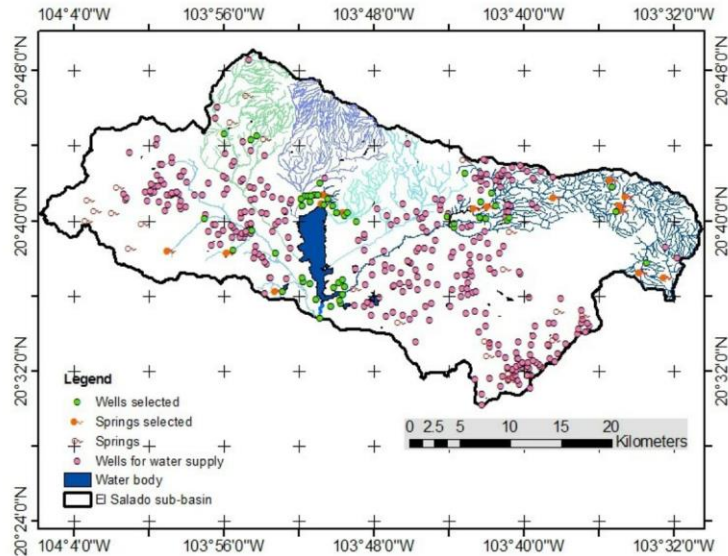 104°4'0"W 103°56'0"W 103°48'0"W 103°40'0"W 103°32'0"W
20°48'0"N 20°48'0"N
20°40'0"N 20°40'0"N
20°32'0"N 20°32'0"N
Legend
Wells selected
Springs selected
Springs
Wells for water supply
Water body
El Salado sub-basin
0 2.5 5 10 15 20
Kilometers
20°24'0"N 20°24'0"N
104°4'0"W 103°56'0"W 103°48'0"W 103°40'0"W 103°32'0"W